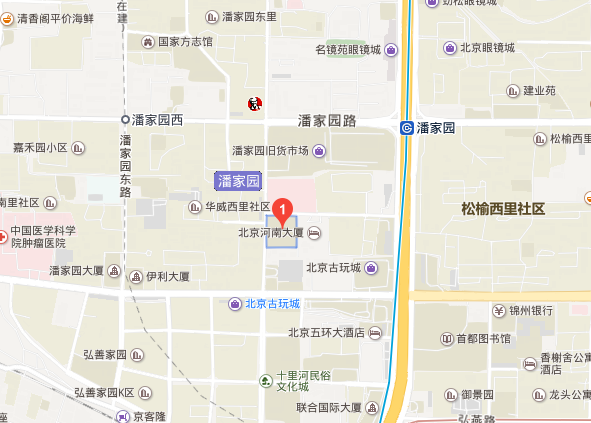 清香阁平价海鲜
在建
潘家园东里
劲松眼镜城
国家方志馆
名镜苑眼镜城
北京眼镜城
建业苑
潘家园西
潘家园路
潘家园
潘家园东路
嘉禾园小区
潘家园旧货市场
松榆西里
潘家园
南里社区
华威西里社区
1
松榆西里社区
中国医学科学
院肿瘤医院
北京河南大厦
潘家园大厦
伊利大厦
北京古玩城
北京古玩城
锦州银行
北京五环大酒店
首都图书馆
弘善家园
香榭舍公寓
酒店
十里河民俗
文化城
弘善家园K区
御景园
龙头公寓
座
京客隆
联合国际大厦
弘燕路